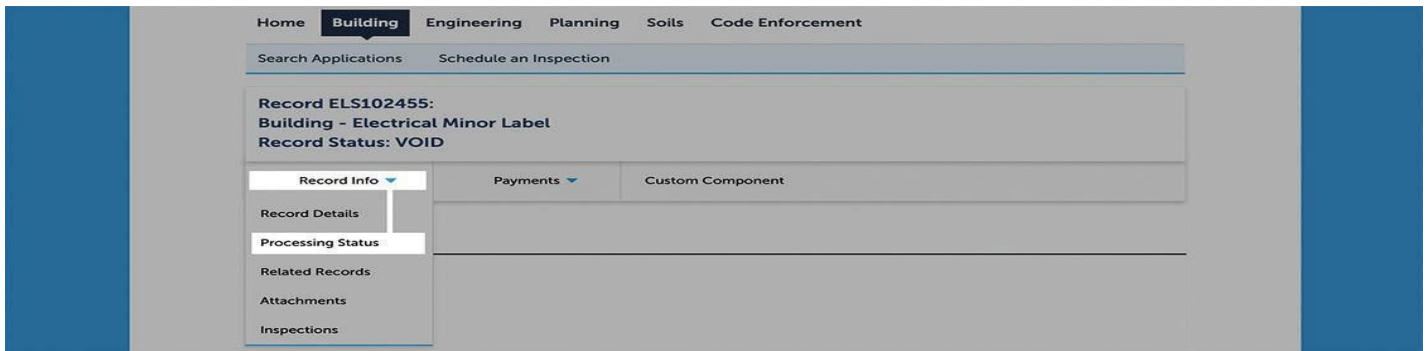 Home Building Engineering Planning Soils Code Enforcement
Search Applications Schedule an Inspection
Record ELS102455:
Building - Electrical Minor Label
Record Status: VOID
Record Info Payments Custom Component
Record Details
Processing Status
Related Records
Attachments
Inspections